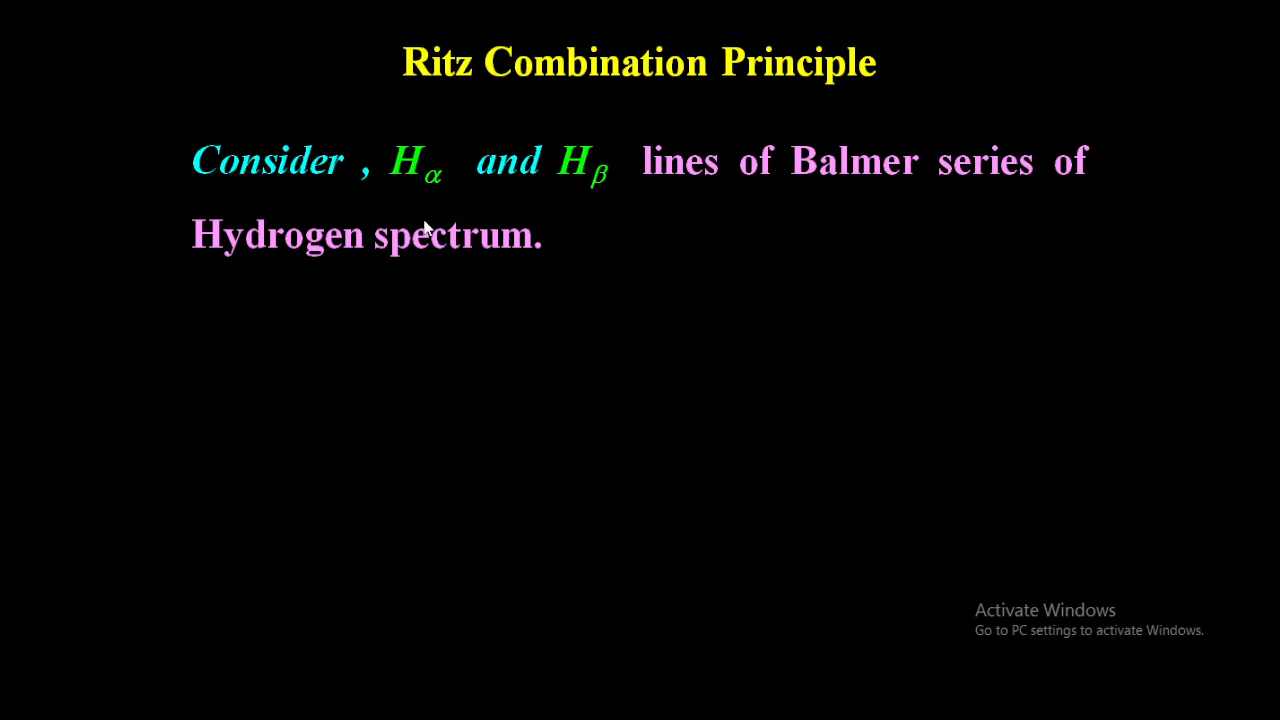 Ritz Combination Principle
Consider , Hα and Hβ lines of Balmer series of
Hydrogen spectrum.
Activate Windows
Go to PC settings to activate Windows.